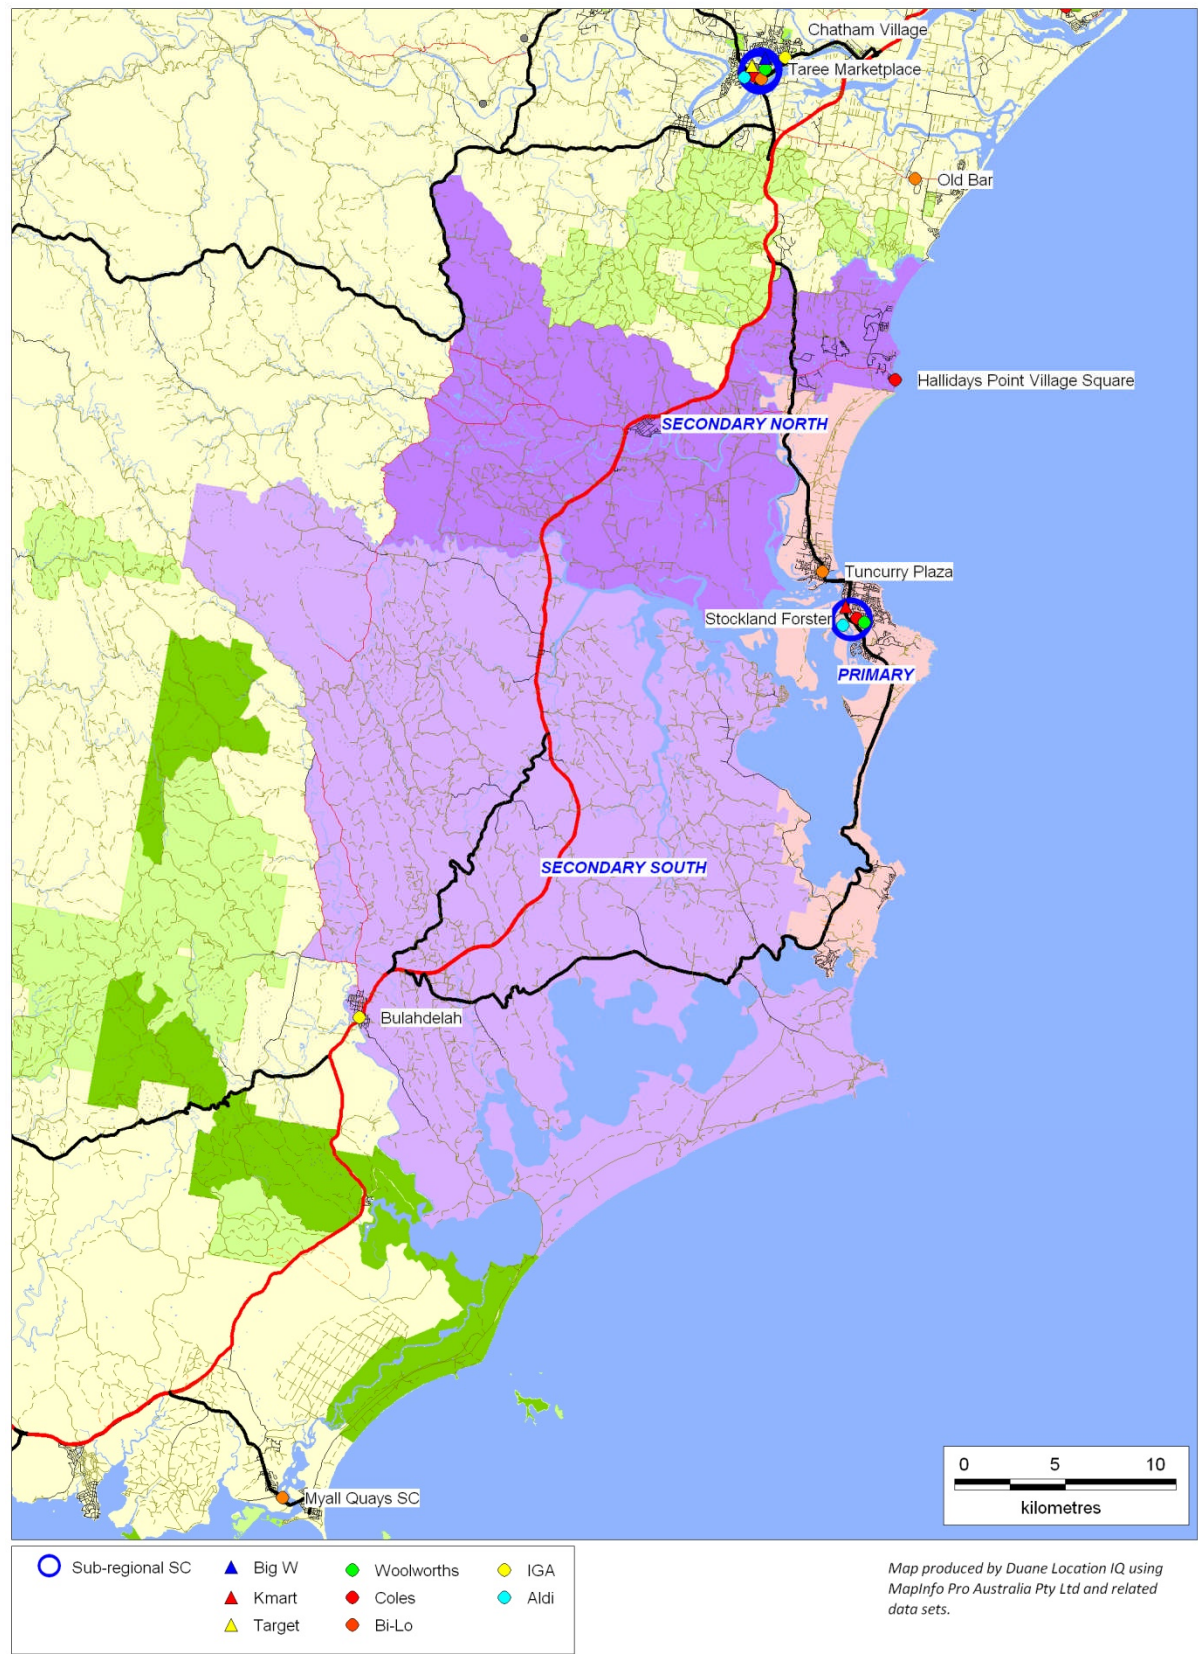 Chatham Village
Taree Marketplace
Old Bar
Hallidays Point Village Square
SECONDARY NORTH
Tuncurry Plaza
Stockland Forster
PRIMARY
SECONDARY SOUTH
Bulahdelah
Myall Quays SC
0 5 10
kilometres
Sub-regional SC
Big W
Kmart
Target
Woolworths
Coles
Bi-Lo
IGA
Aldi
Map produced by Duane Location IQ using
MapInfo Pro Australia Pty Ltd and related
data sets.